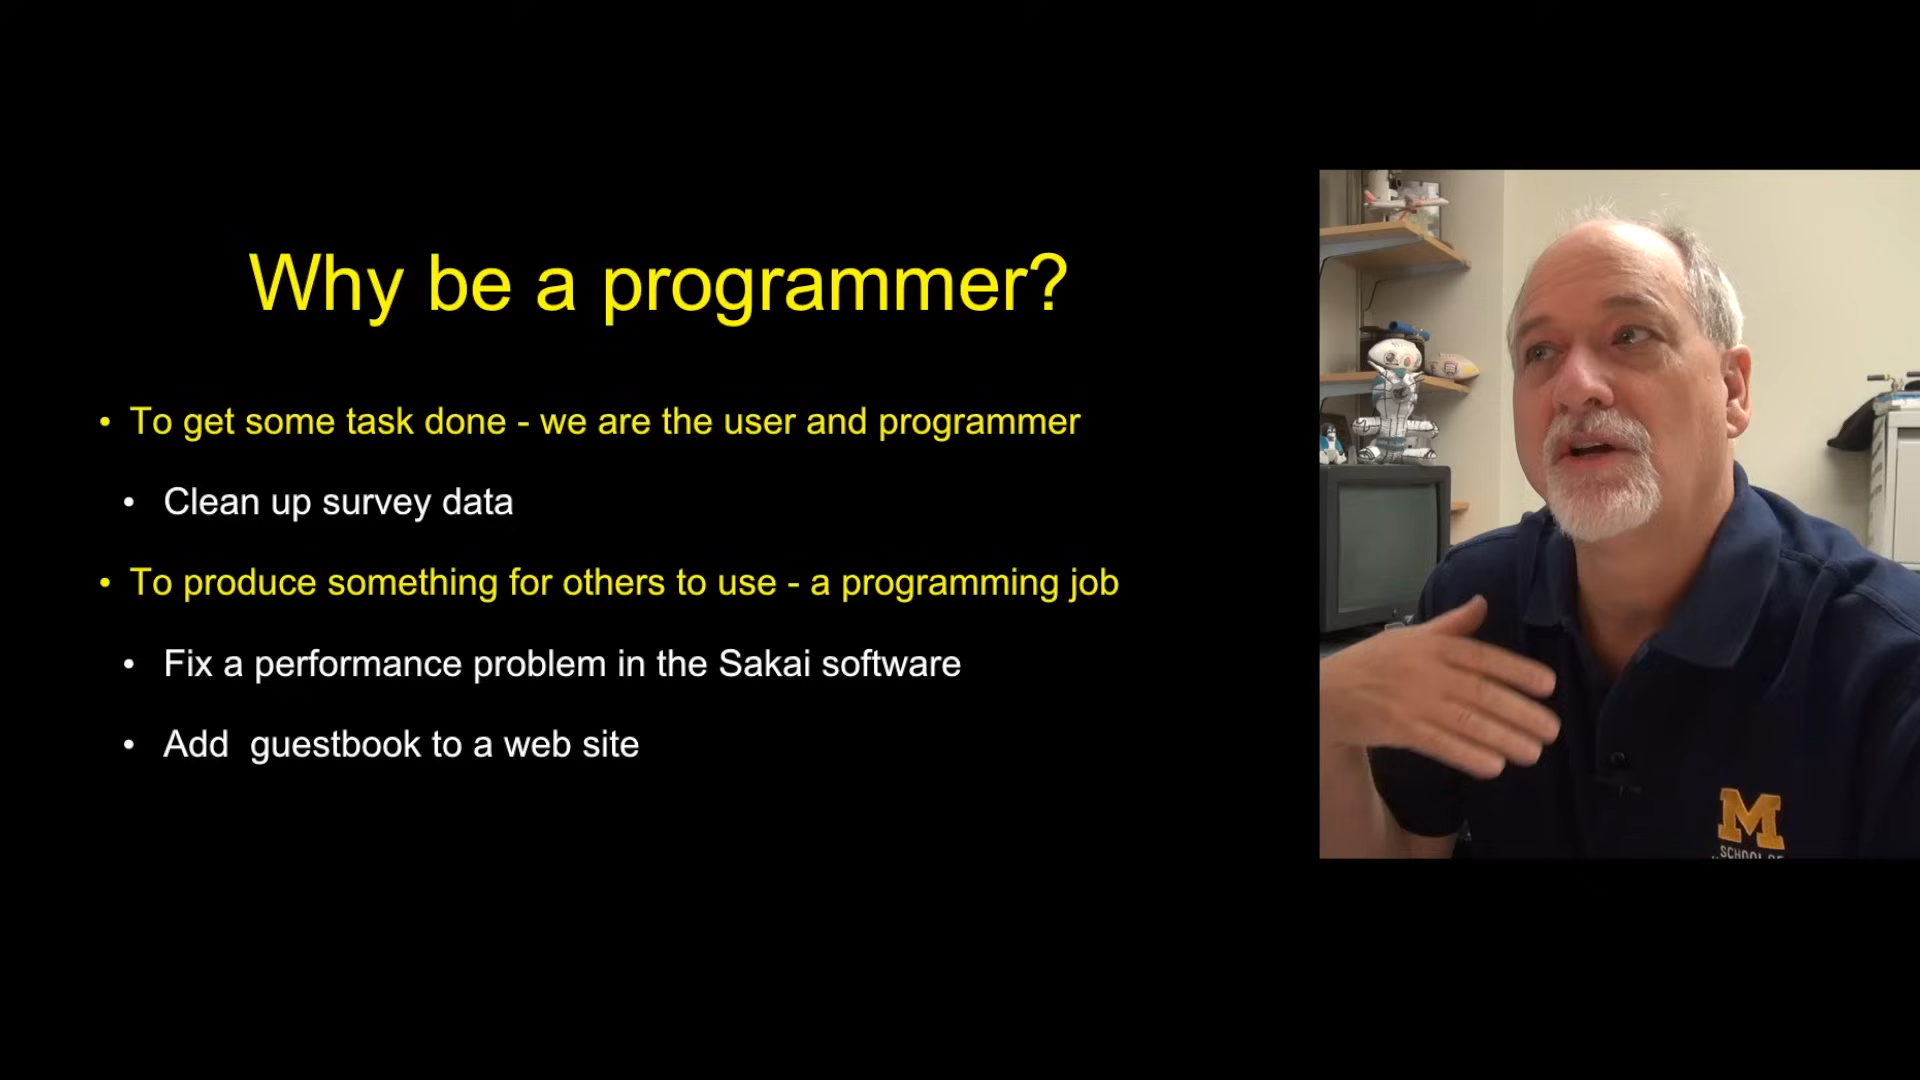 Why be a programmer?
• To get some task done - we are the user and programmer
• Clean up survey data
• To produce something for others to use - a programming job
• Fix a performance problem in the Sakai software
• Add  guestbook to a web site
M
SCHOOL OF